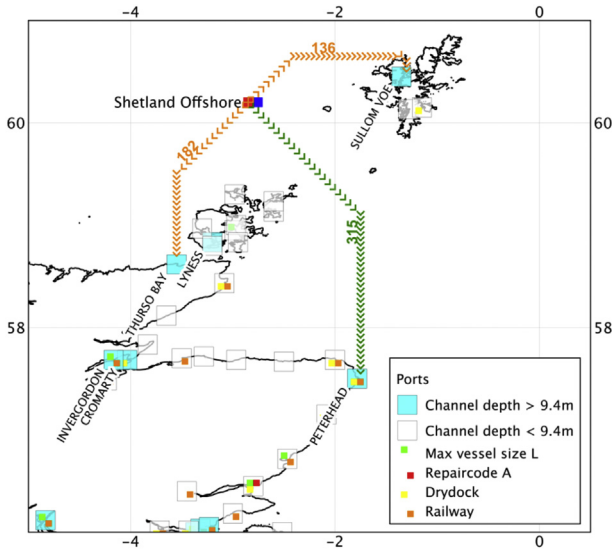 -4 -2 0
136
Shetland Offshore
SULLOM VOE
60 60
182
315
LYNESS
THURSO BAY
58 58
INVERGORDON
CROMARTY
PETERHEAD
Ports
Channel depth > 9.4m
Channel depth < 9.4m
Max vessel size L
Repaircode A
Drydock
Railway
-4 -2 0